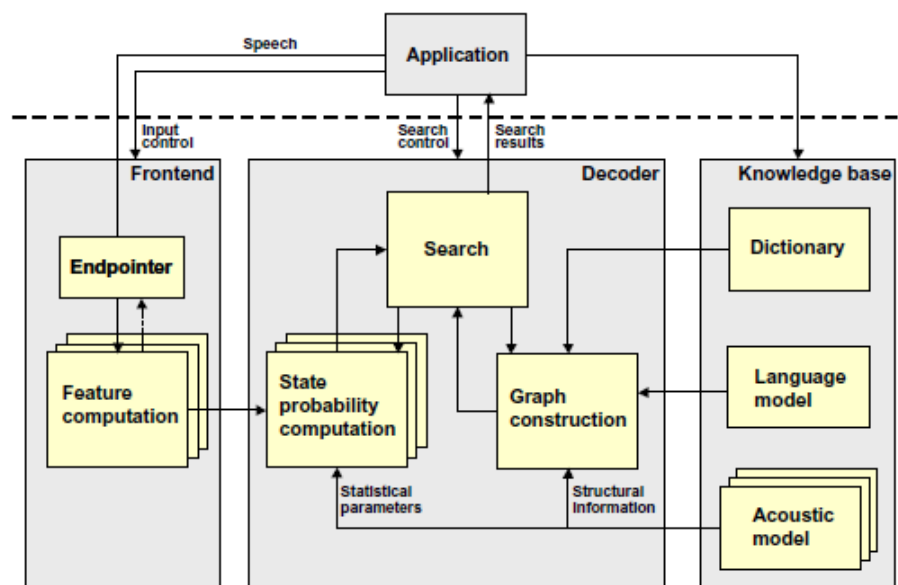 Speech
Application
Input
control
Search
control
Search
results
Frontend
Decoder
Knowledge base
Endpointer
Search
Dictionary
Feature
computation
State
probability
computation
Graph
construction
Language
model
Statistical
parameters
Structural
Information
Acoustic
model